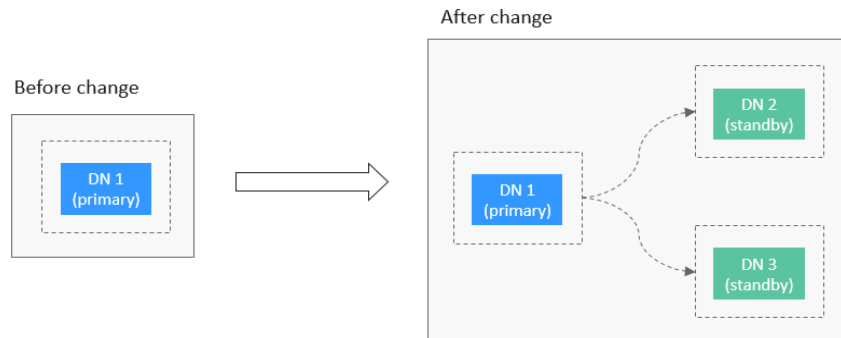 Before change
DN 1
(primary)
After change
DN 1
(primary)
DN 2
(standby)
DN 3
(standby)